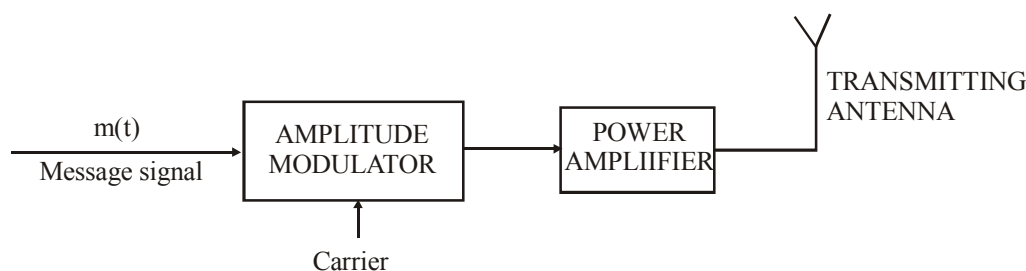 m(t)
Message signal
AMPLITUDE
MODULATOR
Carrier
POWER
AMPLIIFIER
TRANSMITTING
ANTENNA